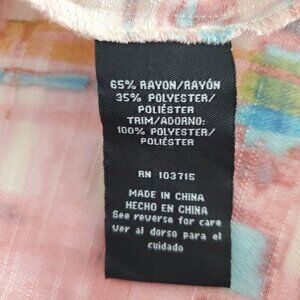 65% RAYON/RAYÓN
35% POLYESTER/
POLIÉSTER
TRIM/ADORNO:
100% POLYESTER/
POLIÉSTER
RN 103715
MADE IN CHINA
HECHO EN CHINA
See reverse for care
Ver al dorso para el
cuidado